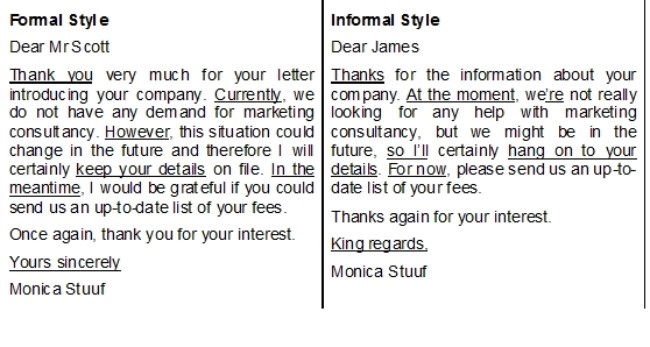 Formal Style
Dear Mr Scott
Thank you very much for your letter
introducing your company. Currently, we
do not have any demand for marketing
consultancy. However, this situation could
change in the future and therefore I will
certainly keep your details on file. In the
meantime, I would be grateful if you could
send us an up-to-date list of your fees.
Once again, thank you for your interest.
Yours sincerely
Monica Stuuf
Informal Style
Dear James
Thanks for the information about your
company. At the moment, we're not really
looking for any help with marketing
consultancy, but we might be in the
future, so I'll certainly hang on to your
details. For now, please send us an up-to-
date list of your fees.
Thanks again for your interest.
King regards,
Monica Stuuf